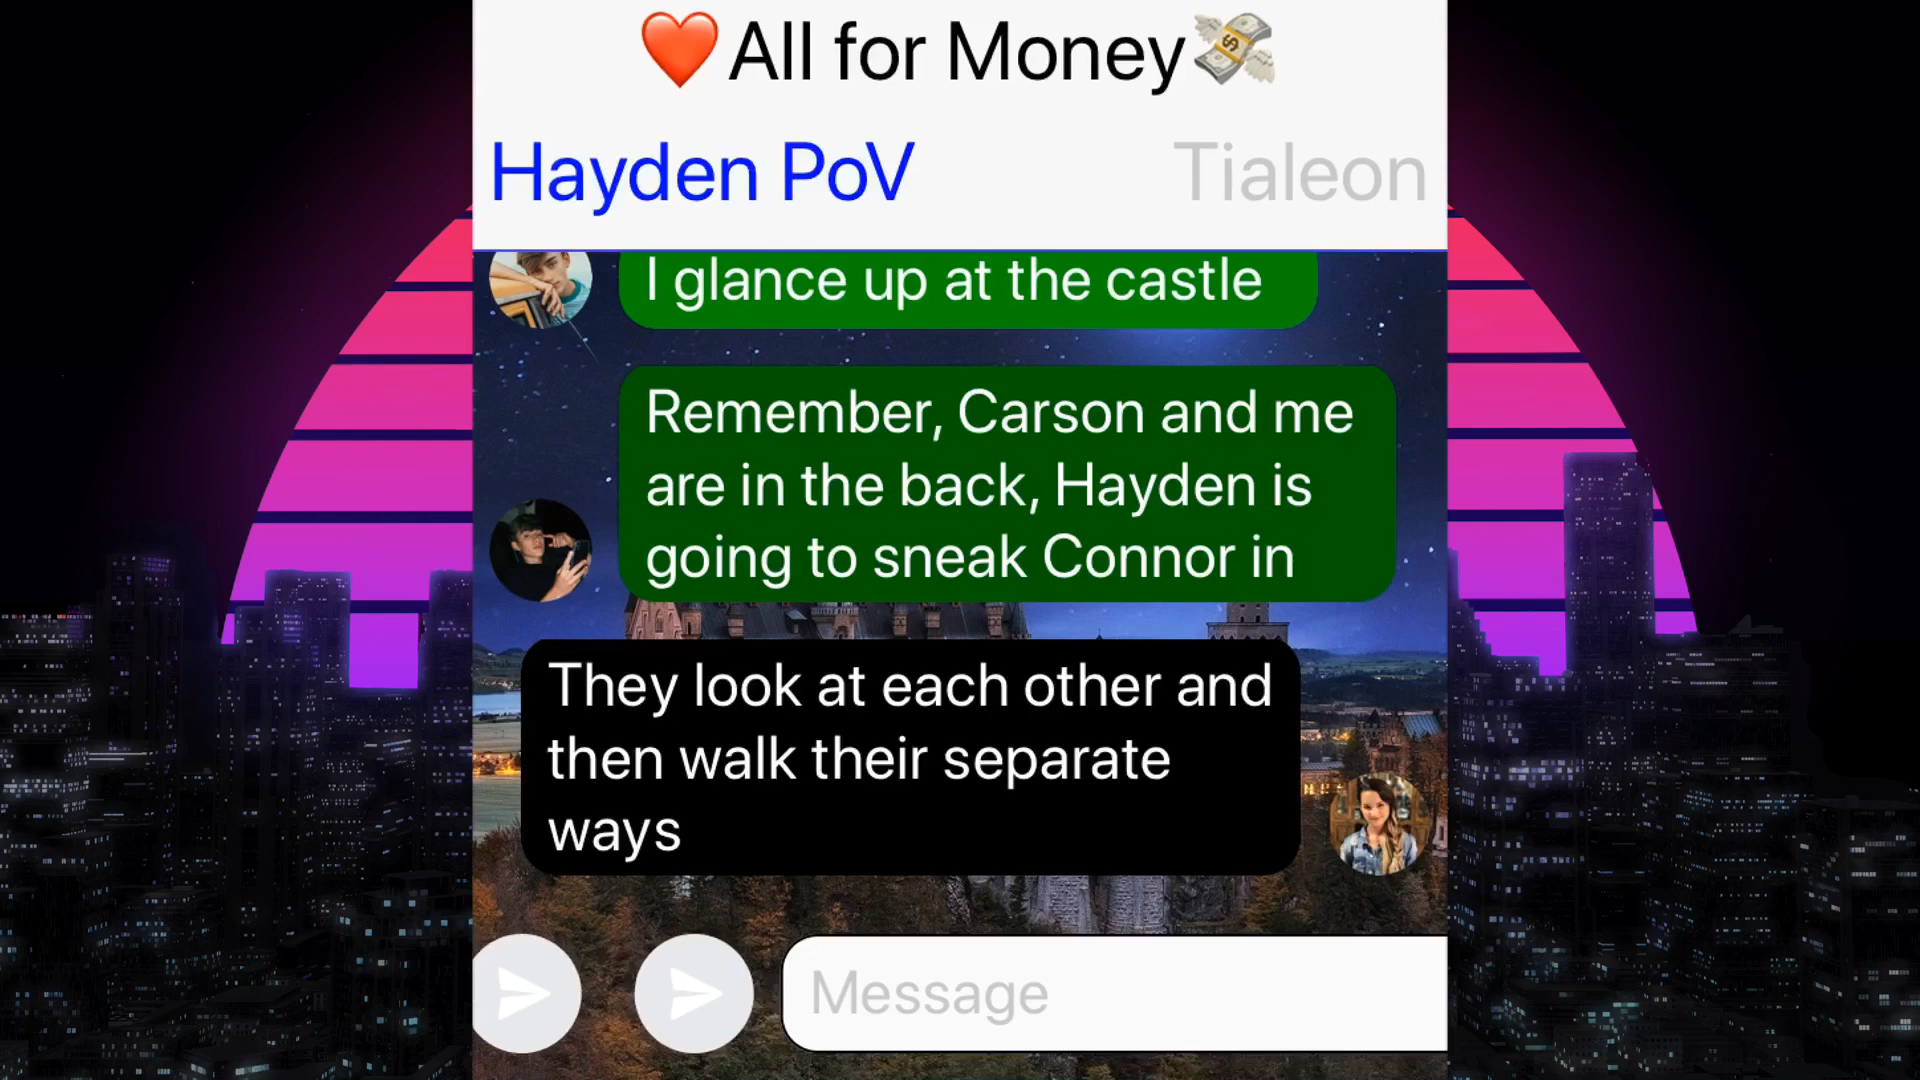 ❤️All for Money💸
Hayden PoV
Tialeon
I glance up at the castle
Remember, Carson and me
are in the back, Hayden is
going to sneak Connor in
They look at each other and
then walk their separate
ways
Message